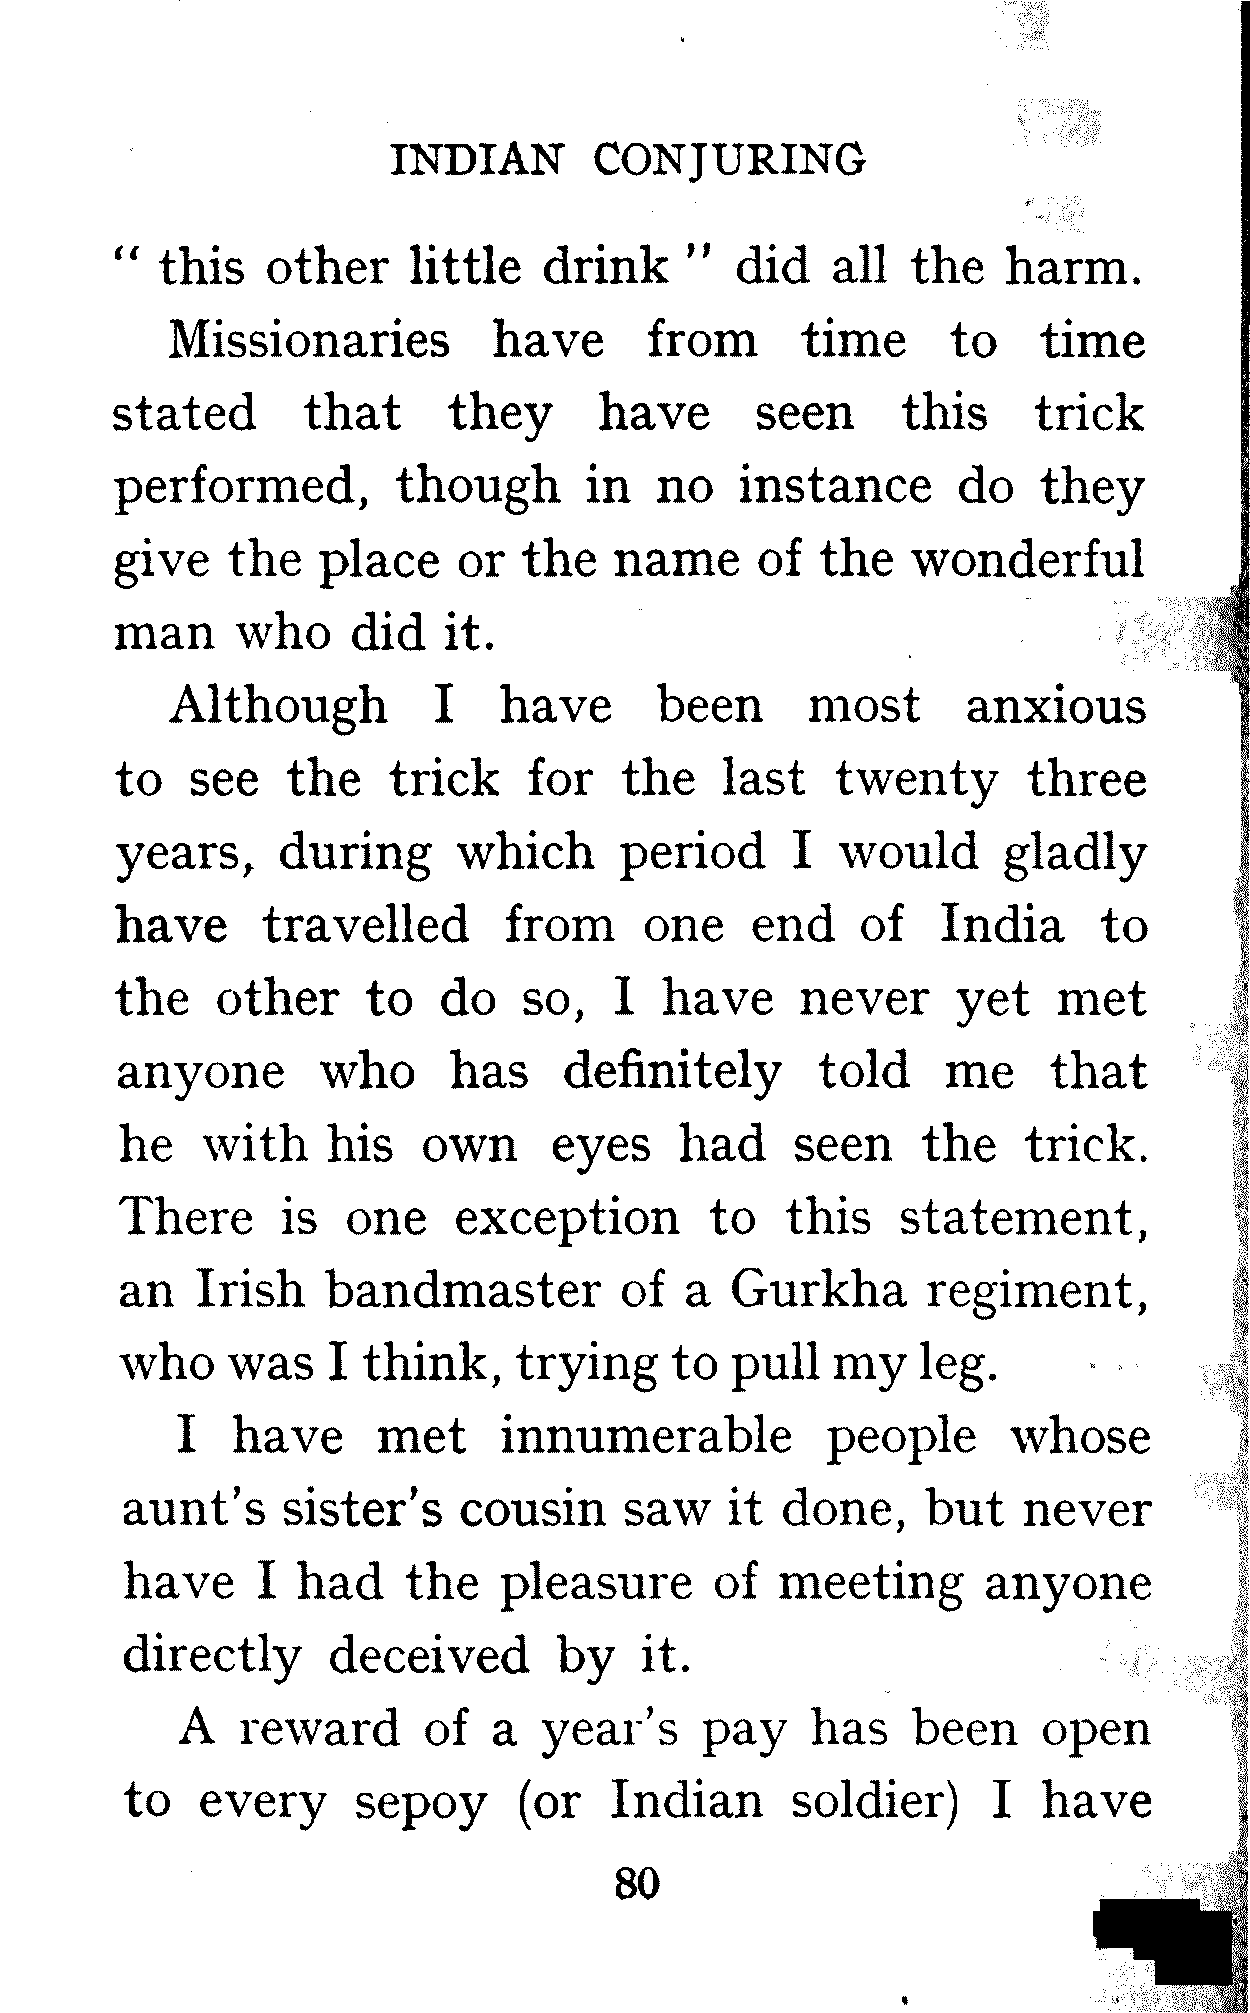 INDIAN CONJURING
“ this other little drink ” did all the harm.
Missionaries have from time to time
stated that they have seen this trick
performed, though in no instance do they
give the place or the name of the wonderful
man who did it.
Although I have been most anxious
to see the trick for the last twenty three
years, during which period I would gladly
have travelled from one end of India to
the other to do so, I have never yet met
anyone who has definitely told me that
he with his own eyes had seen the trick.
There is one exception to this statement,
an Irish bandmaster of a Gurkha regiment,
who was I think, trying to pull my leg.
I have met innumerable people whose
aunt's sister's cousin saw it done, but never
have I had the pleasure of meeting anyone
directly deceived by it.
A reward of a year's pay has been open
to every sepoy (or Indian soldier) I have
80